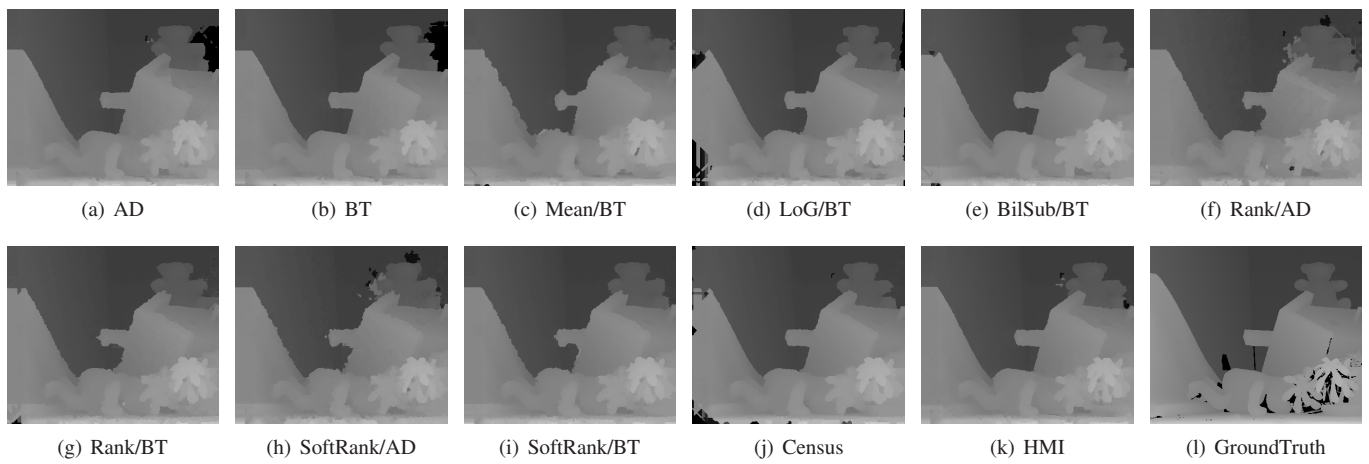 (a) AD (b) BT (c) Mean/BT (d) LoG/BT (e) BilSub/BT (f) Rank/AD
(g) Rank/BT (h) SoftRank/AD (i) SoftRank/BT (j) Census (k) HMI (l) GroundTruth